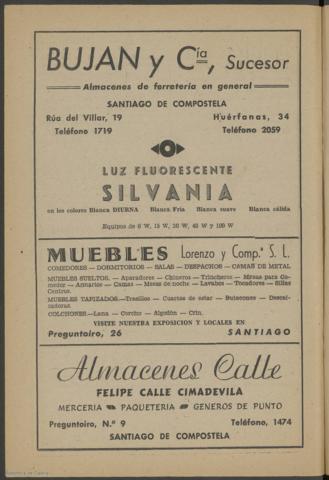 BUJAN y Cía, Sucesor
Almacenes de ferretería en general
SANTIAGO DE COMPOSTELA
Rúa del Villar, 19 Huérfanas, 34
Teléfono 1719 Teléfono 2059
LUZ FLUORESCENTE
SILVANIA
en los colores Blanca DIURNA Blanca Fría Blanca suave Blanca cálida
Equipos de 8 W, 15 W, 20 W, 40 W y 100 W
MUEBLES Lorenzo y Comp.ª S. L.
COMEDORES — DORMITORIOS — SALAS — DESPACHOS — CAMAS DE METAL
MUEBLES SUELTOS. — Aparadores — Chineros — Trincheros — Mesas para Co-
medor — Armarios — Camas — Mesas de noche — Lavabos — Tocadores — Sillas
Centros.
MUEBLES TAPIZADOS.—Tresillos — Cuartos de estar — Butacones — Descal-
zadoras.
COLCHONES.—Lana — Corcho — Algodón — Crin.
VISITE NUESTRA EXPOSICION Y LOCALES EN
Preguntoiro, 26 SANTIAGO
Almacenes Calle
FELIPE CALLE CIMADEVILA
MERCERIA PAQUETERIA GENEROS DE PUNTO
Preguntoiro, N.º 9 Teléfono, 1474
SANTIAGO DE COMPOSTELA